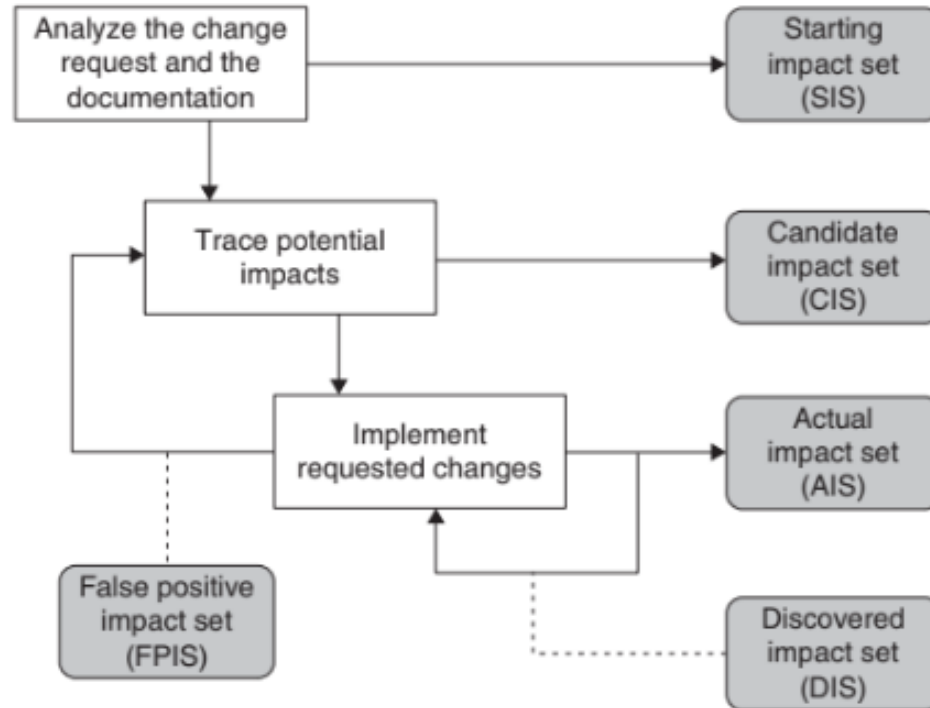 Analyze the change
request and the
documentation
Starting
impact set
(SIS)
Trace potential
impacts
Candidate
impact set
(CIS)
Implement
requested changes
Actual
impact set
(AIS)
False positive
impact set
(FPIS)
Discovered
impact set
(DIS)